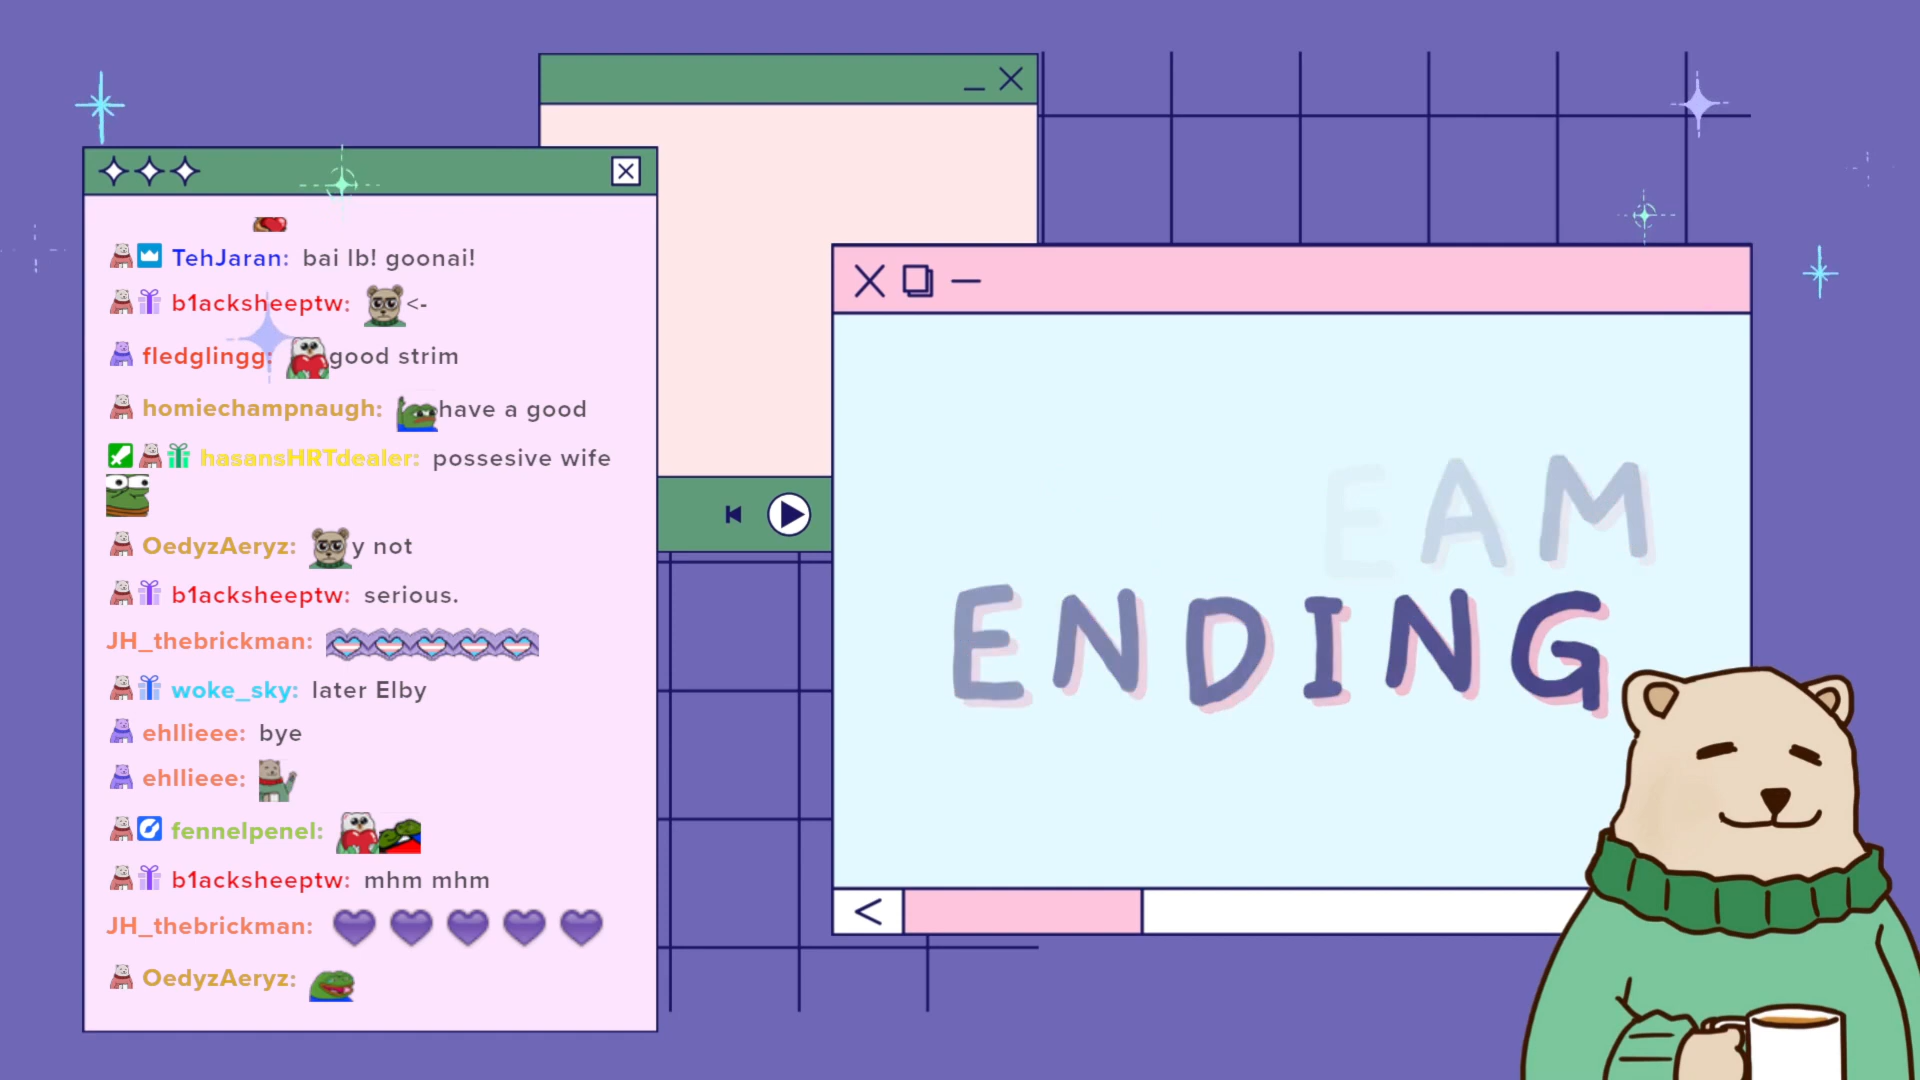 TehJaran: bai lb! goonai!
b1acksheeptw: <-
fledglingg: good strim
homiechampnaugh: have a good
hasansHRTdealer: possesive wife
OedyzAeryz: y not
b1acksheeptw: serious.
JH_thebrickman:
woke_sky: later Elby
ehllieee: bye
ehllieee:
fennelpenel:
b1acksheeptw: mhm mhm
JH_thebrickman:
OedyzAeryz:
EAM
ENDING